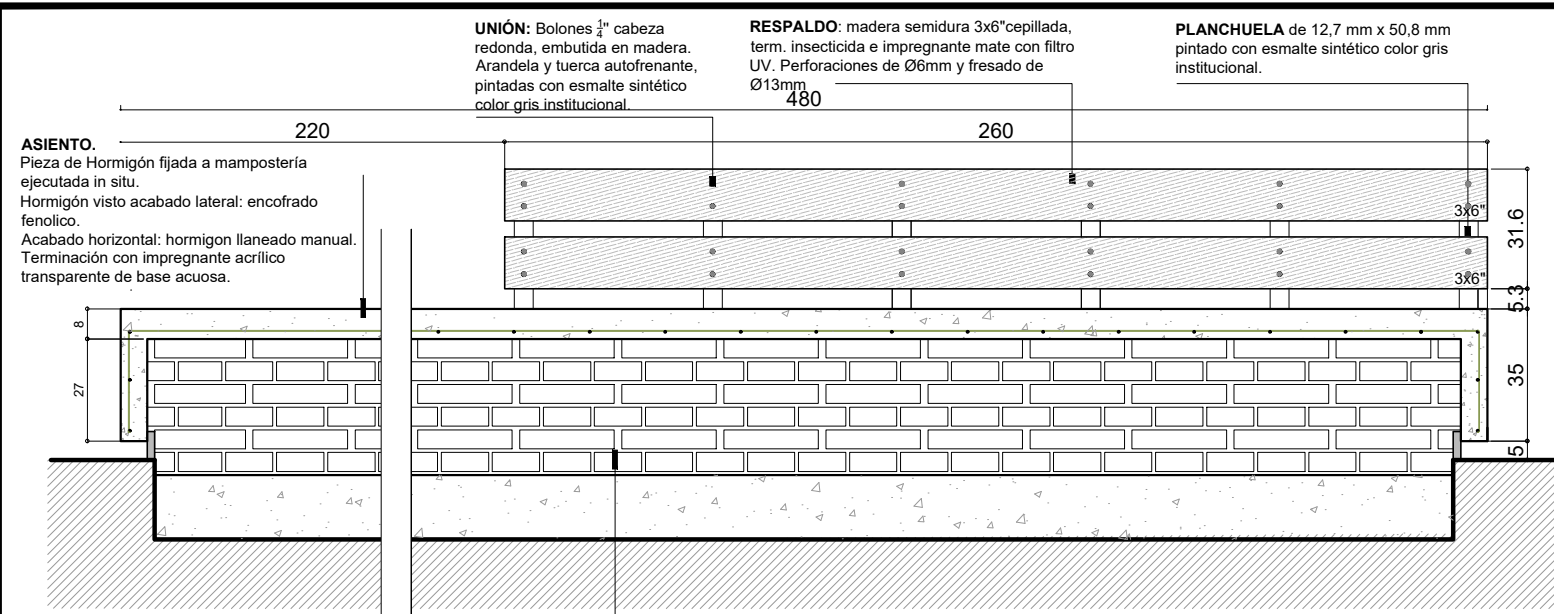 UNIÓN: Bolones 1/4" cabeza
redonda, embutida en madera.
Arandela y tuerca autofrenante,
pintadas con esmalte sintético
color gris institucional.
RESPALDO: madera semidura 3x6"cepillada,
term. insecticida e impregnante mate con filtro
UV. Perforaciones de Ø6mm y fresado de
Ø13mm
PLANCHUELA de 12,7 mm x 50,8 mm
pintado con esmalte sintético color gris
institucional.
480
220
260
ASIENTO.
Pieza de Hormigón fijada a mampostería
ejecutada in situ.
Hormigón visto acabado lateral: encofrado
fenolico.
Acabado horizontal: hormigon llaneado manual.
Terminación con impregnante acrílico
transparente de base acuosa.
3x6"
31.6
3x6"
5.3
8
27
35
5